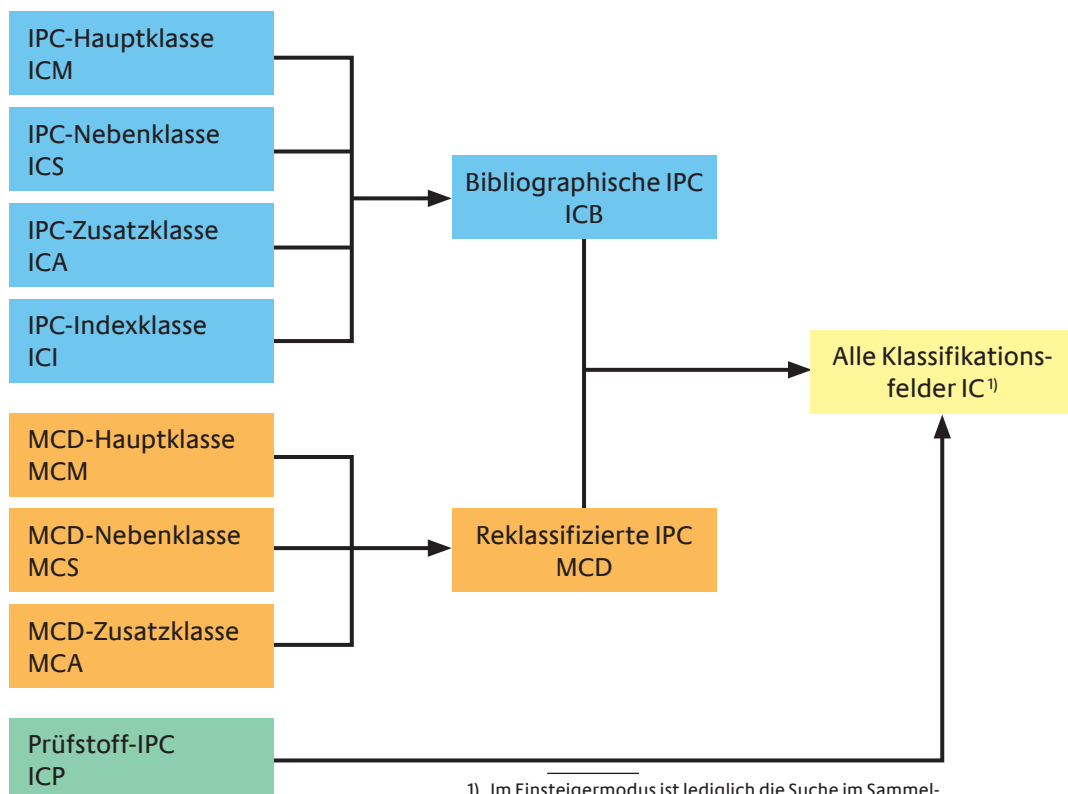 IPC-Hauptklasse
ICM
IPC-Nebenklasse
ICS
IPC-Zusatzklasse
ICA
IPC-Indexklasse
ICI
Bibliographische IPC
ICB
Alle Klassifikations-
felder IC 1)
MCD-Hauptklasse
MCM
MCD-Nebenklasse
MCS
MCD-Zusatzklasse
MCA
Reklassifizierte IPC
MCD
Prüfstoff-IPC
ICP
1) Im Einsteigermodus ist lediglich die Suche im Sammel-